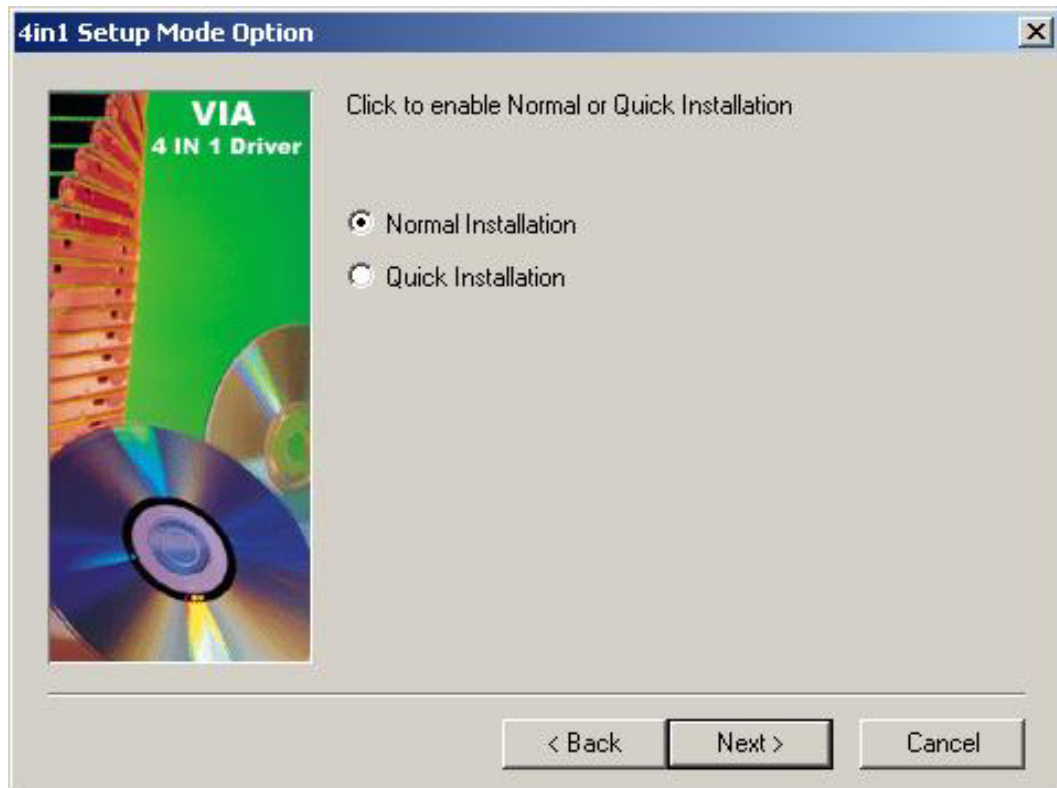 4in1 Setup Mode Option
VIA
4 IN 1 Driver
Click to enable Normal or Quick Installation
Normal Installation
Quick Installation
< Back
Next >
Cancel